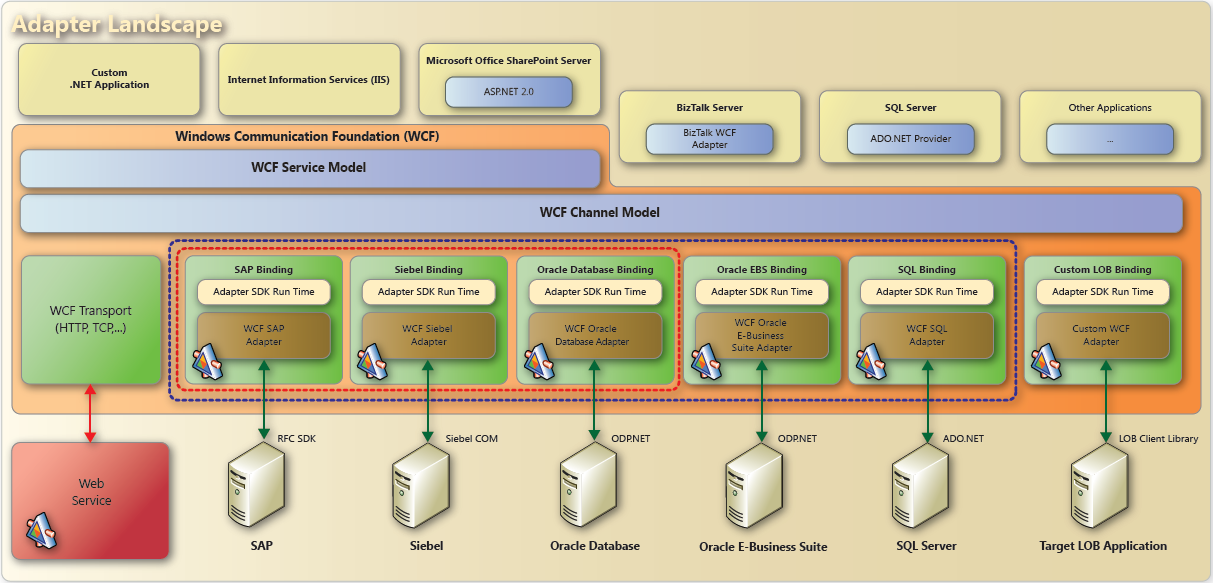 Adapter Landscape
Custom
.NET Application
Internet Information Services (IIS)
Microsoft Office SharePoint Server
ASP.NET 2.0
BizTalk Server
BizTalk WCF
Adapter
SQL Server
ADO.NET Provider
Other Applications
...
Windows Communication Foundation (WCF)
WCF Service Model
WCF Channel Model
WCF Transport
(HTTP, TCP,...)
SAP Binding
Adapter SDK Run Time
WCF SAP
Adapter
Siebel Binding
Adapter SDK Run Time
WCF Siebel
Adapter
Oracle Database Binding
Adapter SDK Run Time
WCF Oracle
Database Adapter
Oracle EBS Binding
Adapter SDK Run Time
WCF Oracle
E-Business
Suite Adapter
SQL Binding
Adapter SDK Run Time
WCF SQL
Adapter
Custom LOB Binding
Adapter SDK Run Time
Custom WCF
Adapter
Web
Service
RFC SDK
SAP
Siebel COM
Siebel
ODP.NET
Oracle Database
ODP.NET
Oracle E-Business Suite
ADO.NET
SQL Server
LOB Client Library
Target LOB Application